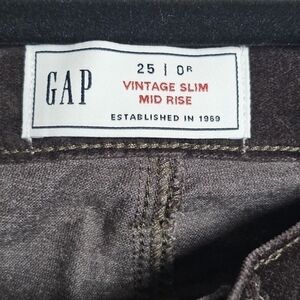 GAP
25 | 0R
VINTAGE SLIM
MID RISE
ESTABLISHED IN 1969